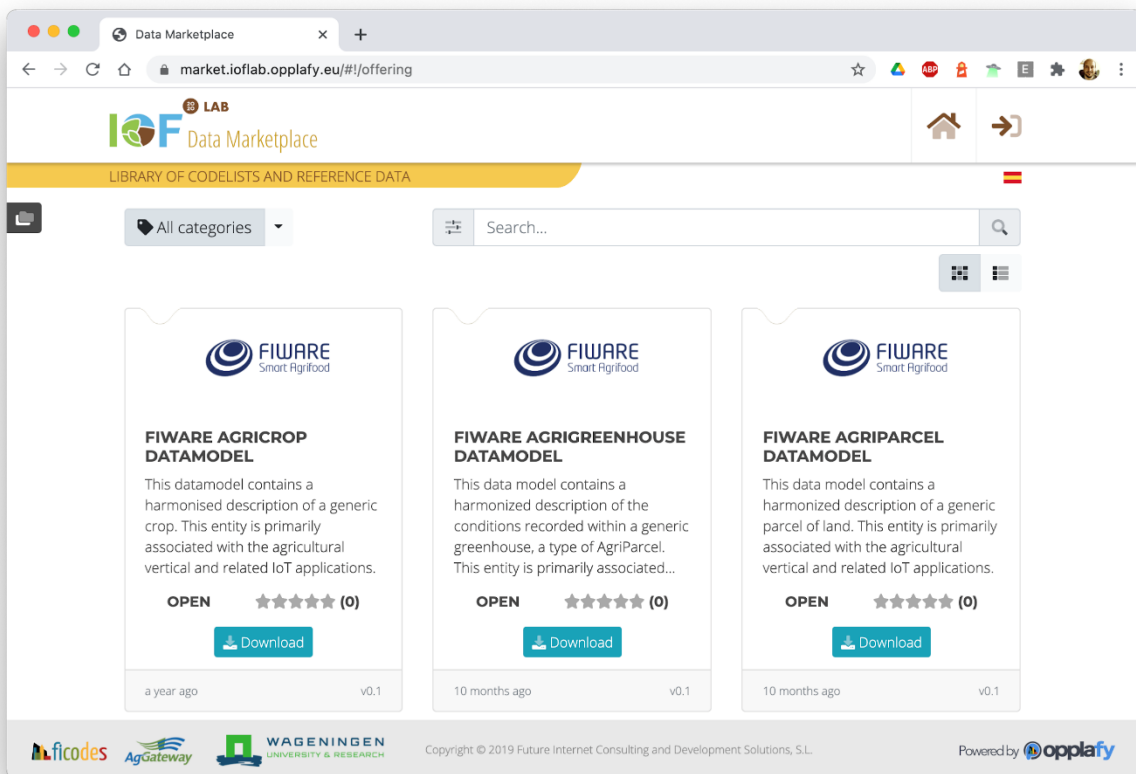 Data Marketplace
market.ioflab.opplafy.eu/#!/offering
ABP
E
IOF 2020 LAB
Data Marketplace
LIBRARY OF CODELISTS AND REFERENCE DATA
All categories
Search...
FIWARE
Smart Agrifood
FIWARE AGRICROP
DATAMODEL
This datamodel contains a
harmonised description of a generic
crop. This entity is primarily
associated with the agricultural
vertical and related IoT applications.
OPEN (0)
Download
a year ago v0.1
FIWARE
Smart Agrifood
FIWARE AGRIGREENHOUSE
DATAMODEL
This data model contains a
harmonized description of the
conditions recorded within a generic
greenhouse, a type of AgriParcel.
This entity is primarily associated...
OPEN (0)
Download
10 months ago v0.1
FIWARE
Smart Agrifood
FIWARE AGRIPARCEL
DATAMODEL
This data model contains a
harmonized description of a generic
parcel of land. This entity is primarily
associated with the agricultural
vertical and related IoT applications.
OPEN (0)
Download
10 months ago v0.1
ficodes
AgGateway
WAGENINGEN
UNIVERSITY & RESEARCH
Copyright © 2019 Future Internet Consulting and Development Solutions, S.L.
Powered by opplafy